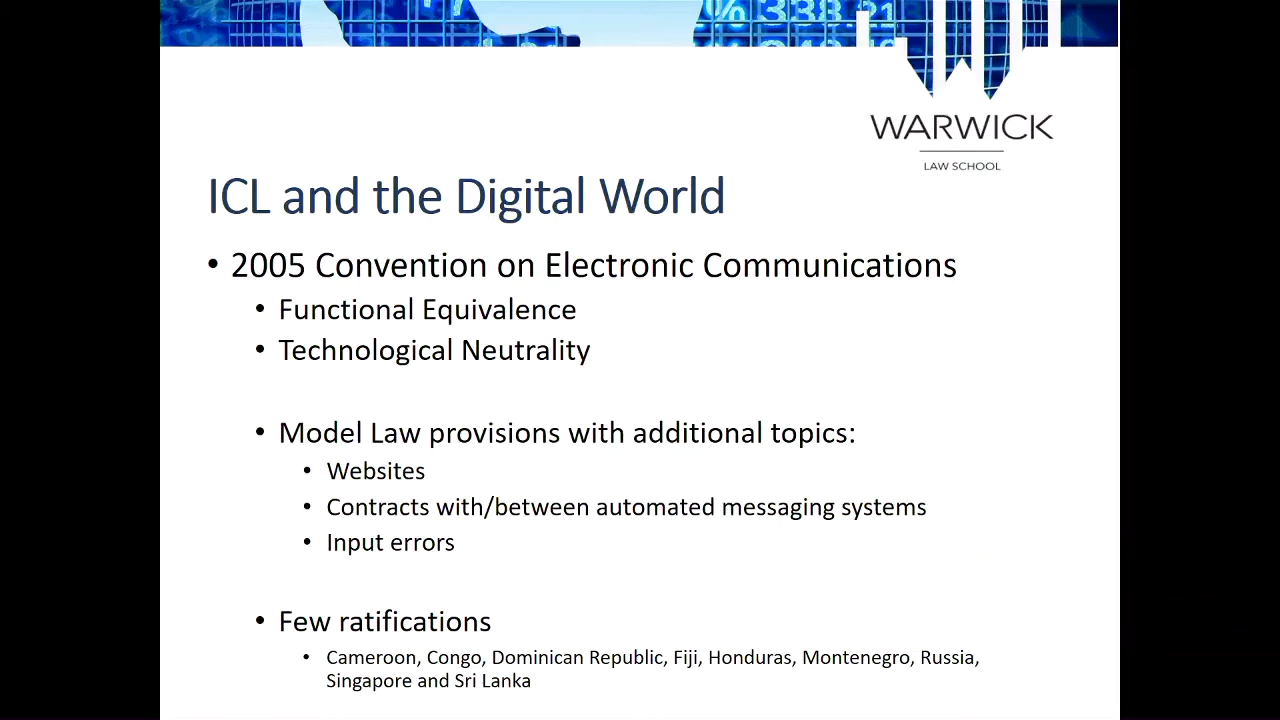 WARWICK
LAW SCHOOL
ICL and the Digital World
• 2005 Convention on Electronic Communications
• Functional Equivalence
• Technological Neutrality
• Model Law provisions with additional topics:
• Websites
• Contracts with/between automated messaging systems
• Input errors
• Few ratifications
• Cameroon, Congo, Dominican Republic, Fiji, Honduras, Montenegro, Russia,
Singapore and Sri Lanka